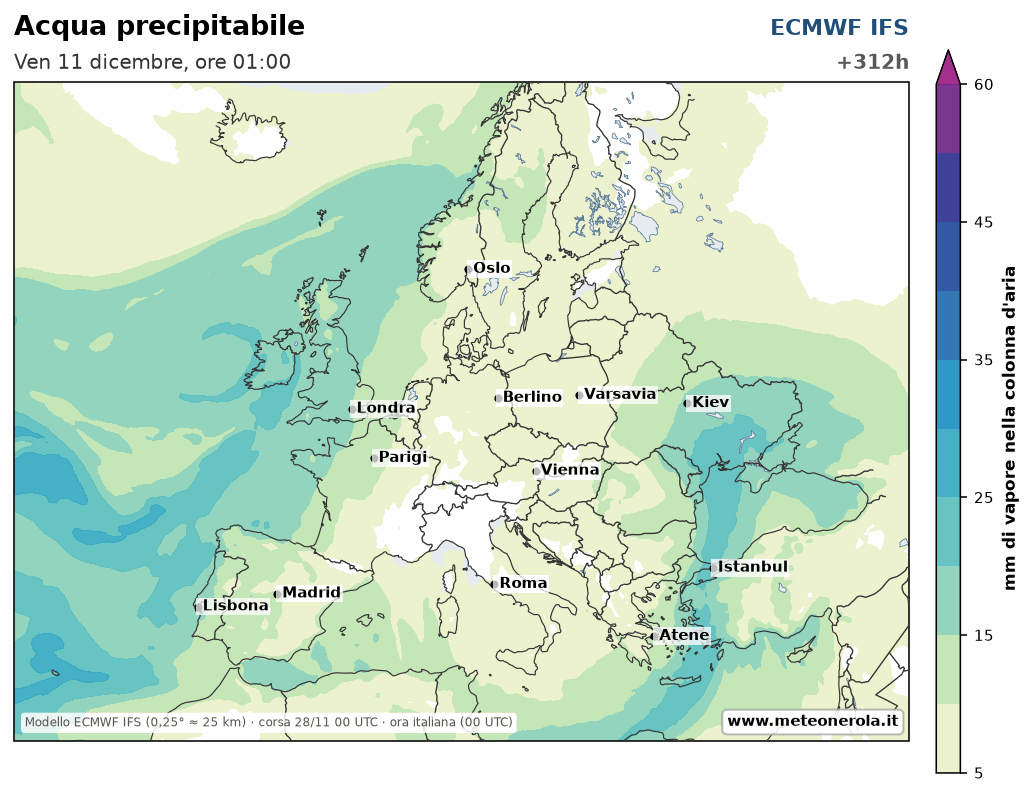 Acqua precipitabile
ECMWF IFS
Ven 11 dicembre, ore 01:00
+312h
60
45
35
25
15
5
mm di vapore nella colonna d'aria
Oslo
Berlino
Varsavia
Kiev
Londra
Parigi
Vienna
Istanbul
Roma
Madrid
Lisbona
Atene
Modello ECMWF IFS (0,25° ≈ 25 km) · corsa 28/11 00 UTC · ora italiana (00 UTC)
www.meteonerola.it